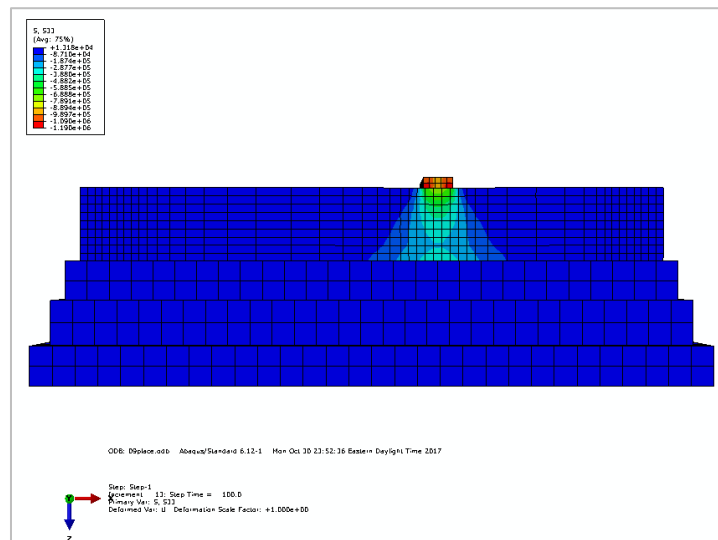 S, S33
(Avg: 75%)
+1.318e+04
-8.710e+04
-1.874e+05
-2.877e+05
-3.880e+05
-4.882e+05
-5.885e+05
-6.888e+05
-7.891e+05
-8.894e+05
-9.897e+05
-1.090e+06
-1.190e+06
ODB: D9place.odb Abaqus/Standard 6.12-1 Mon Oct 30 23:52:36 Eastern Daylight Time 2017
Step: Step-1
Increment 13: Step Time = 100.0
Primary Var: S, S33
Deformed Var: U Deformation Scale Factor: +1.000e+00
Y
X
Z